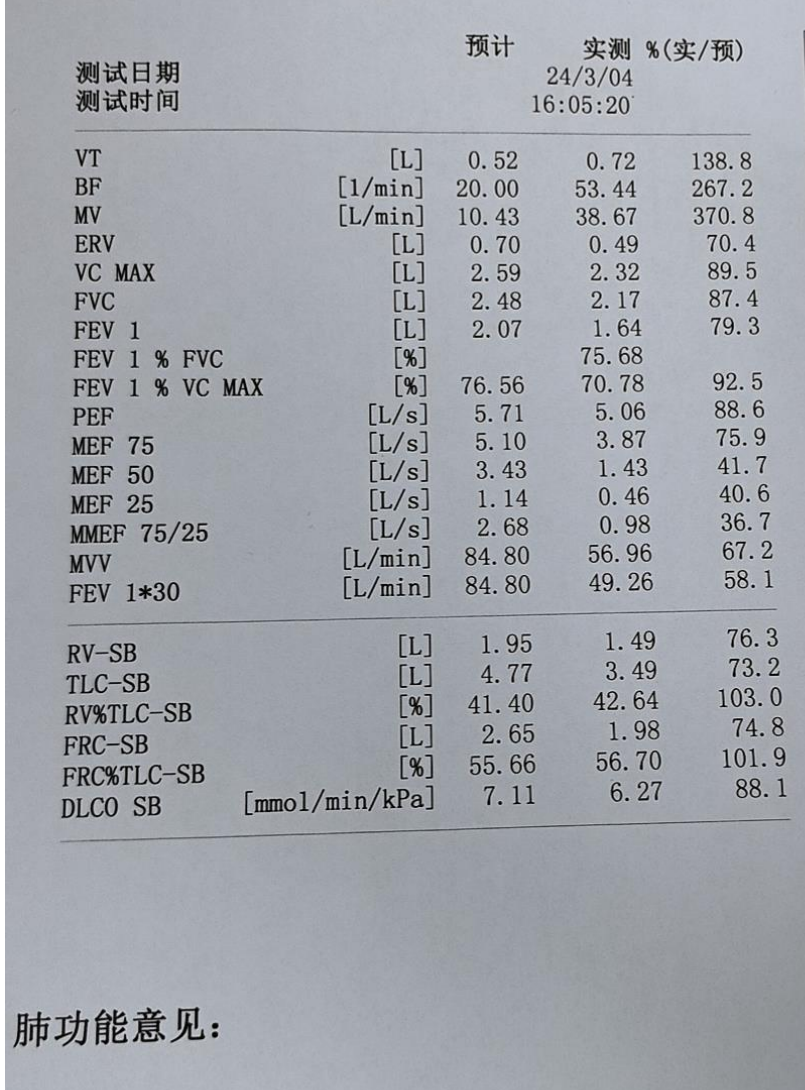 预计 实测 %(实/预)
测试日期 24/3/04
测试时间 16:05:20
VT [L] 0.52 0.72 138.8
BF [1/min] 20.00 53.44 267.2
MV [L/min] 10.43 38.67 370.8
ERV [L] 0.70 0.49 70.4
VC MAX [L] 2.59 2.32 89.5
FVC [L] 2.48 2.17 87.4
FEV 1 [L] 2.07 1.64 79.3
FEV 1 % FVC [%] 75.68
FEV 1 % VC MAX [%] 76.56 70.78 92.5
PEF [L/s] 5.71 5.06 88.6
MEF 75 [L/s] 5.10 3.87 75.9
MEF 50 [L/s] 3.43 1.43 41.7
MEF 25 [L/s] 1.14 0.46 40.6
MMEF 75/25 [L/s] 2.68 0.98 36.7
MVV [L/min] 84.80 56.96 67.2
FEV 1*30 [L/min] 84.80 49.26 58.1
RV-SB [L] 1.95 1.49 76.3
TLC-SB [L] 4.77 3.49 73.2
RV%TLC-SB [%] 41.40 42.64 103.0
FRC-SB [L] 2.65 1.98 74.8
FRC%TLC-SB [%] 55.66 56.70 101.9
DLCO SB [mmol/min/kPa] 7.11 6.27 88.1
肺功能意见：